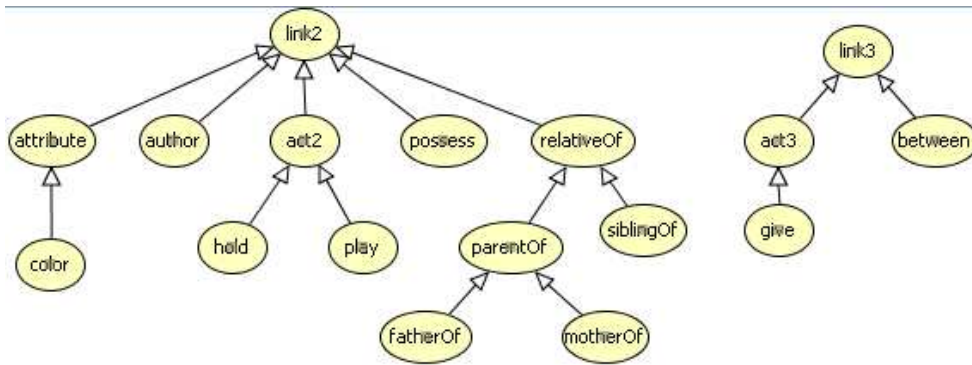 link2
link3
attribute
author
act2
possess
relativeOf
act3
between
color
hold
play
parentOf
siblingOf
give
fatherOf
motherOf